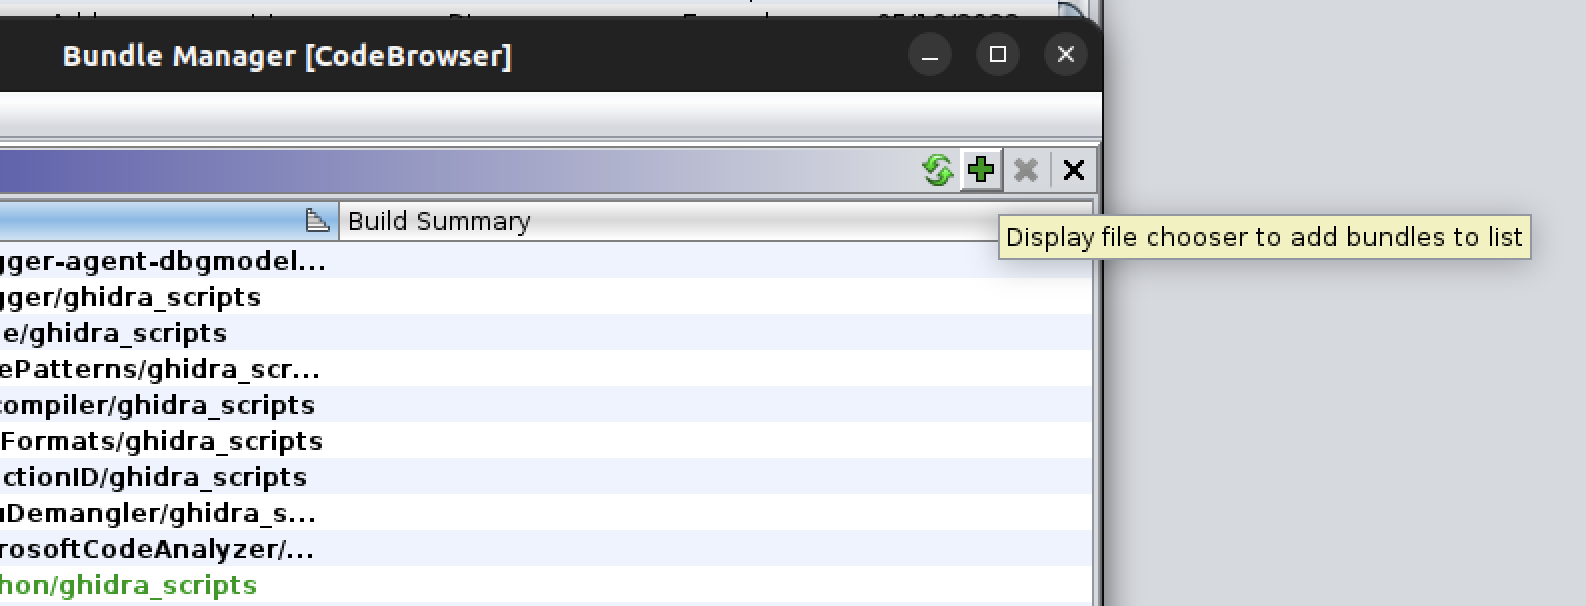 Bundle Manager [CodeBrowser]
Build Summary
Display file chooser to add bundles to list
gger-agent-dbgmodel...
gger/ghidra_scripts
e/ghidra_scripts
ePatterns/ghidra_scr...
compiler/ghidra_scripts
Formats/ghidra_scripts
ctionID/ghidra_scripts
uDemangler/ghidra_s...
rosoftCodeAnalyzer/...
hon/ghidra_scripts